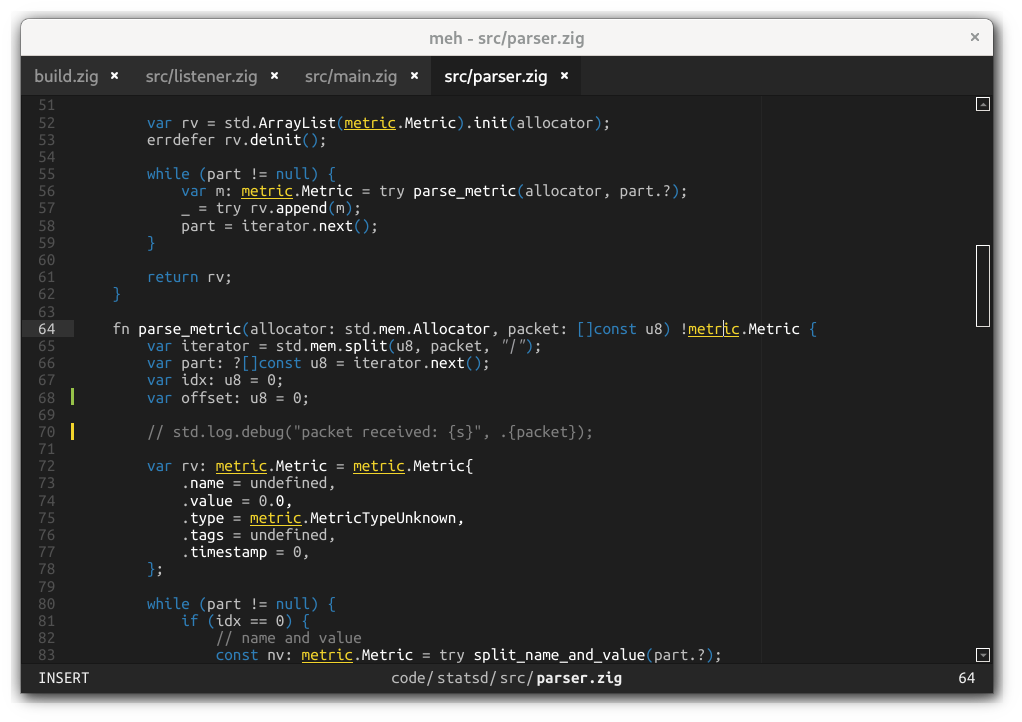 meh - src/parser.zig ×
build.zig × src/listener.zig × src/main.zig × src/parser.zig ×
51
52 var rv = std.ArrayList(metric.Metric).init(allocator);
53 errdefer rv.deinit();
54
55 while (part != null) {
56 var m: metric.Metric = try parse_metric(allocator, part.?);
57 _ = try rv.append(m);
58 part = iterator.next();
59 }
60
61 return rv;
62 }
63
64 fn parse_metric(allocator: std.mem.Allocator, packet: []const u8) !metric.Metric {
65 var iterator = std.mem.split(u8, packet, "/");
66 var part: ?[]const u8 = iterator.next();
67 var idx: u8 = 0;
68 var offset: u8 = 0;
69
70 // std.log.debug("packet received: {s}", .{packet});
71
72 var rv: metric.Metric = metric.Metric{
73 .name = undefined,
74 .value = 0.0,
75 .type = metric.MetricTypeUnknown,
76 .tags = undefined,
77 .timestamp = 0,
78 };
79
80 while (part != null) {
81 if (idx == 0) {
82 // name and value
83 const nv: metric.Metric = try split_name_and_value(part.?);
INSERT code/statsd/src/parser.zig 64